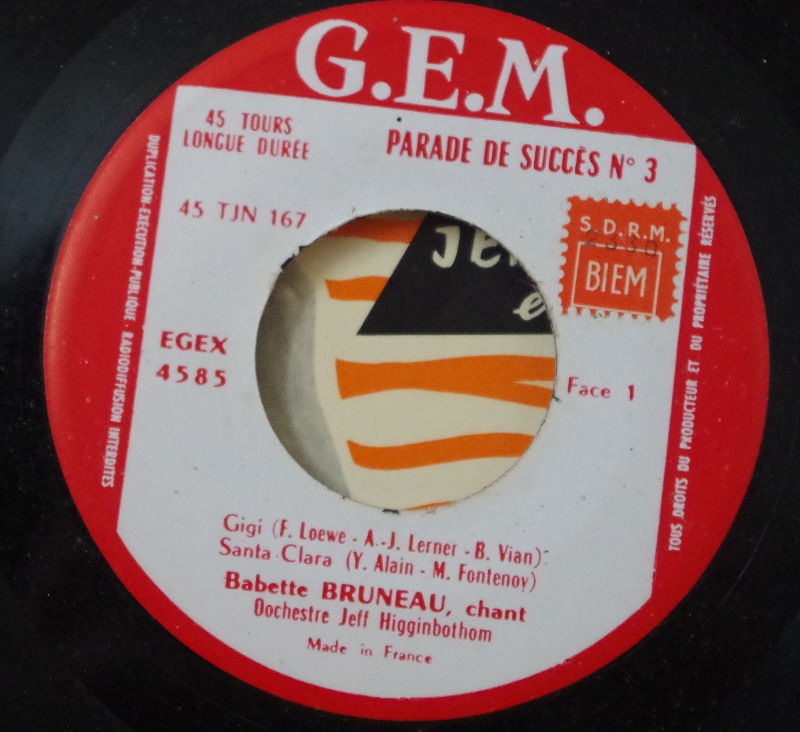 G.E.M.
45 TOURS
LONGUE DURÉE
PARADE DE SUCCÈS N° 3
45 TJN 167
S.D.R.M.
2330
BIEM
EGEX
4585
Face 1
Gigi (F. Loewe - A.-J. Lerner - B. Vian):
Santa Clara (Y. Alain - M. Fontenoy)
Babette BRUNEAU, chant
Oochestre Jeff Higginbothom
Made in France
DUPLICATION-EXECUTION-PUBLIQUE - RADIODIFFUSION INTERDITES
TOUS DROITS DU PRODUCTEUR ET DU PROPRIÉTAIRE RÉSERVÉS